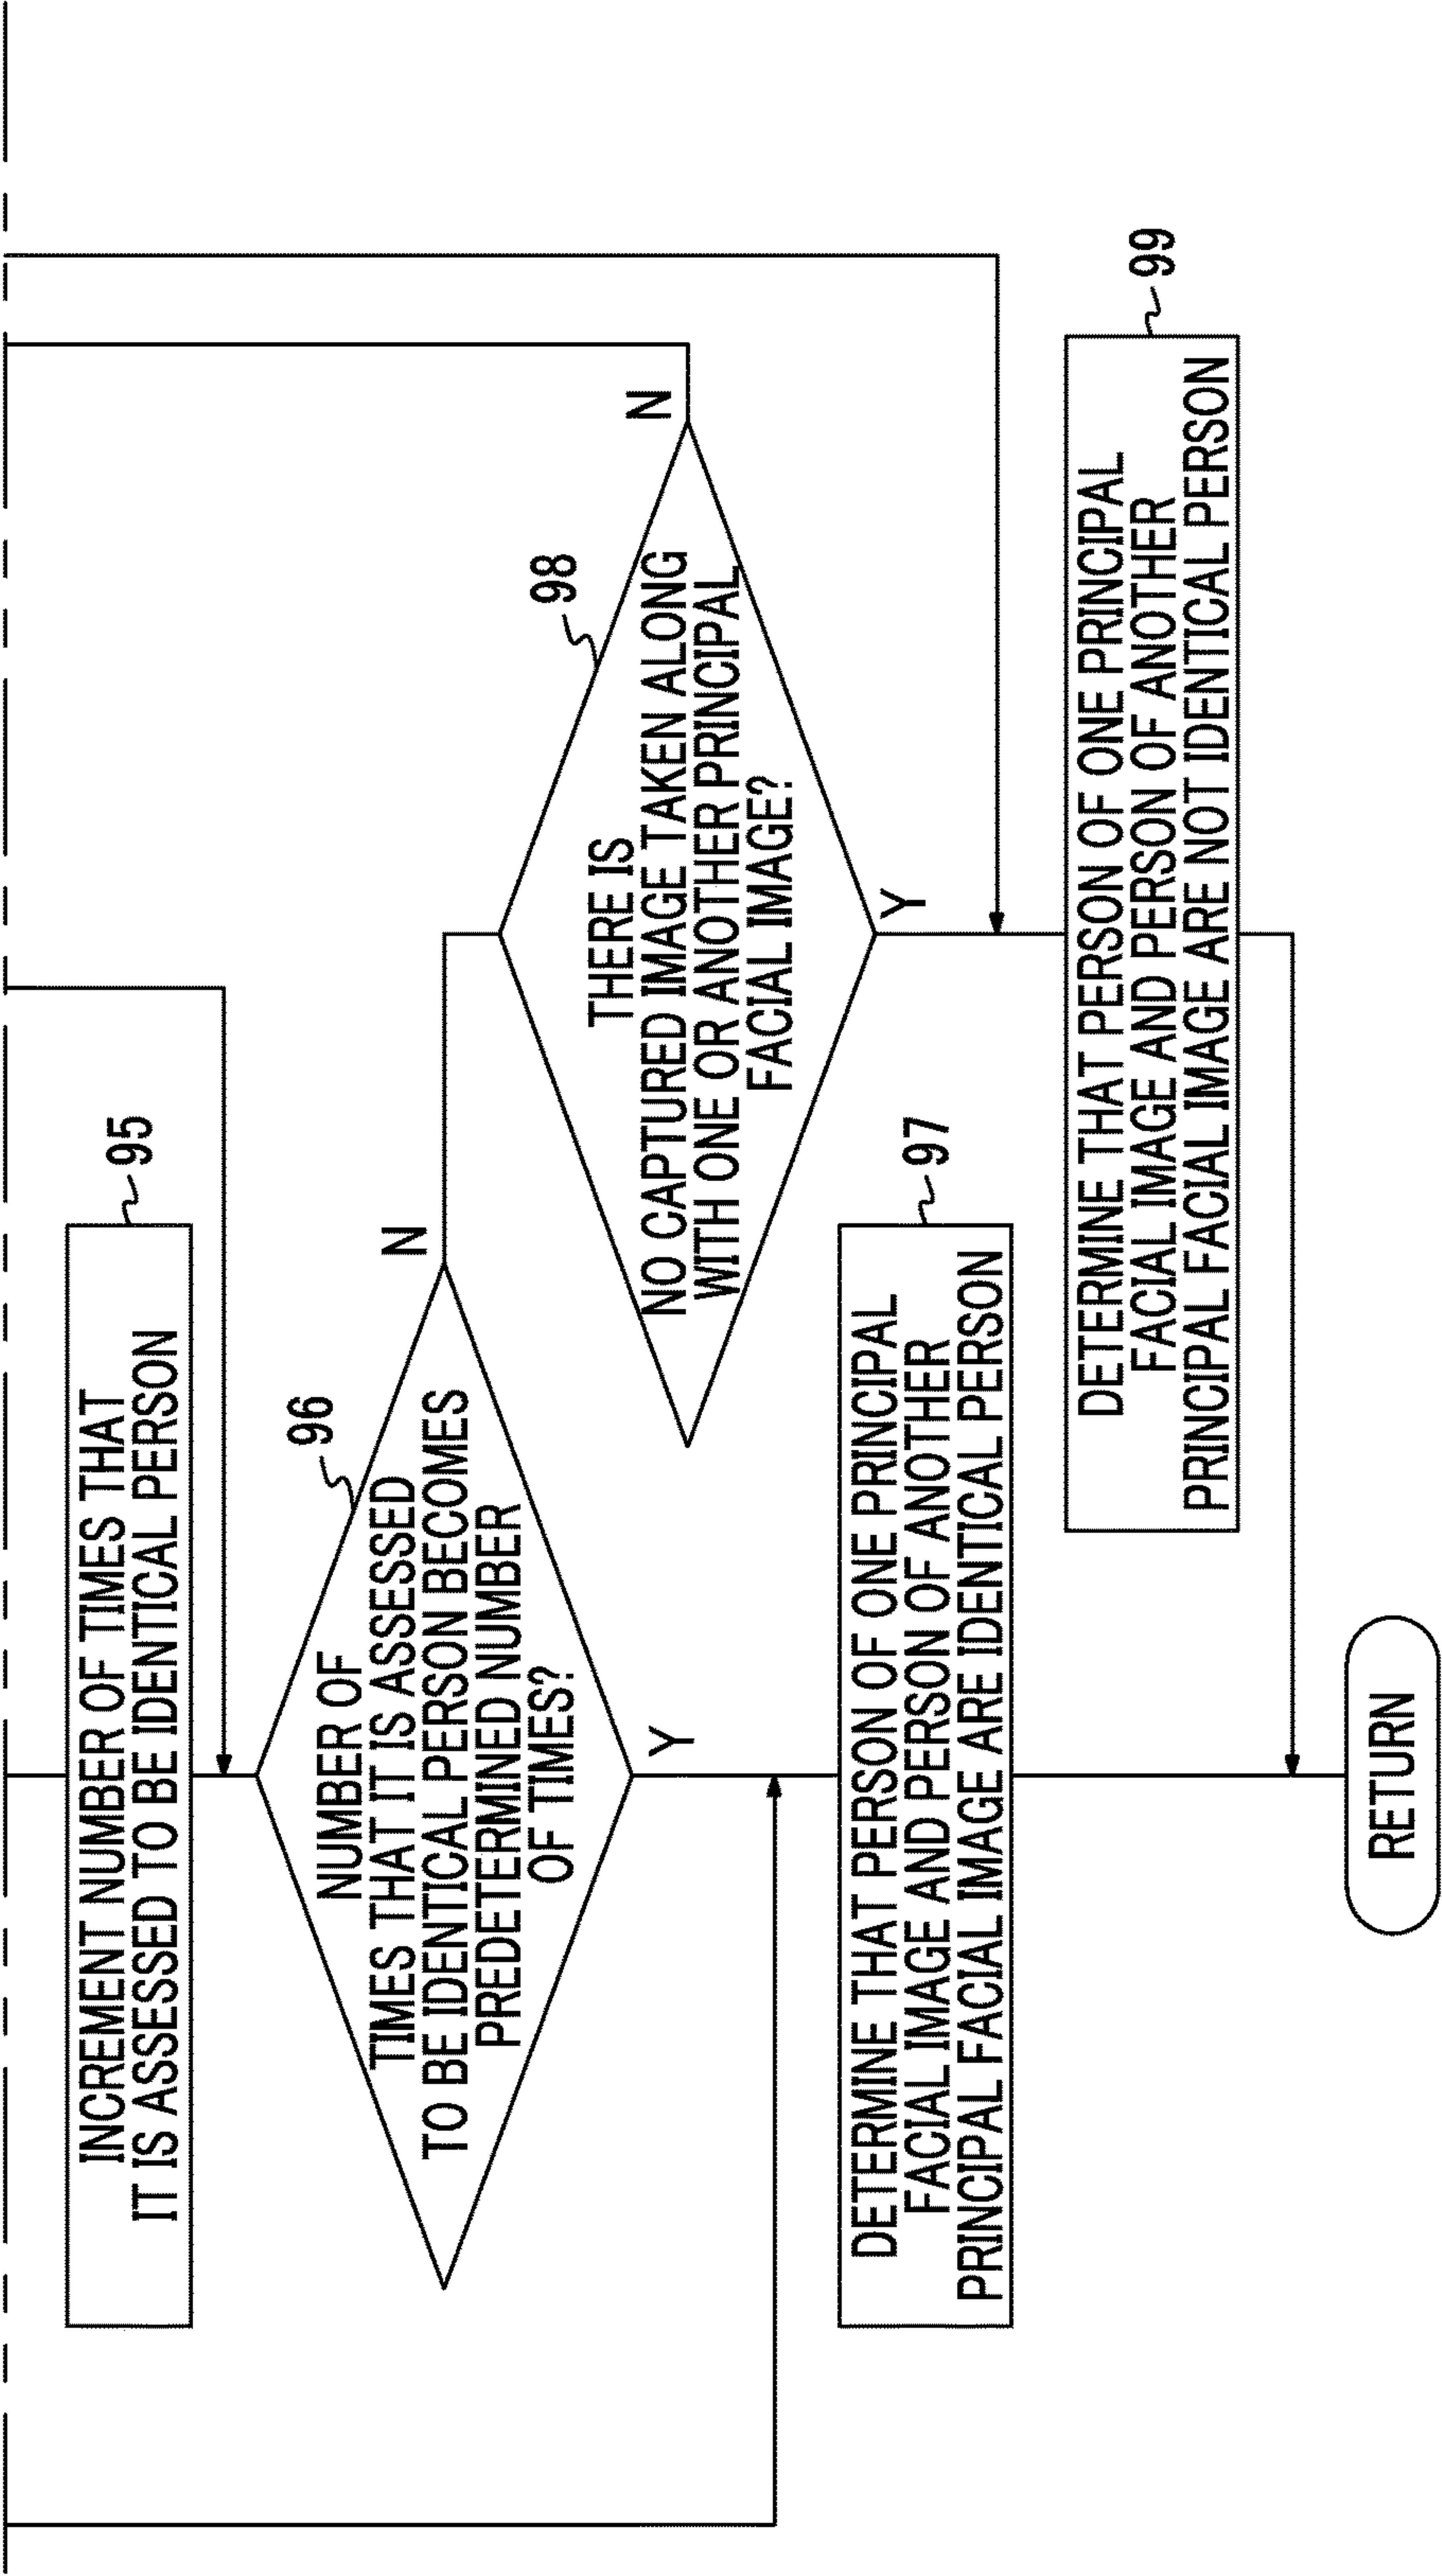 INCREMENT NUMBER OF TIMES THAT
IT IS ASSESSED TO BE IDENTICAL PERSON
95
NUMBER OF
TIMES THAT IT IS ASSESSED
TO BE IDENTICAL PERSON BECOMES
PREDETERMINED NUMBER
OF TIMES?
96
N
Y
THERE IS
NO CAPTURED IMAGE TAKEN ALONG
WITH ONE OR ANOTHER PRINCIPAL
FACIAL IMAGE?
98
N
Y
DETERMINE THAT PERSON OF ONE PRINCIPAL
FACIAL IMAGE AND PERSON OF ANOTHER
PRINCIPAL FACIAL IMAGE ARE IDENTICAL PERSON
97
DETERMINE THAT PERSON OF ONE PRINCIPAL
FACIAL IMAGE AND PERSON OF ANOTHER
PRINCIPAL FACIAL IMAGE ARE NOT IDENTICAL PERSON
99
RETURN